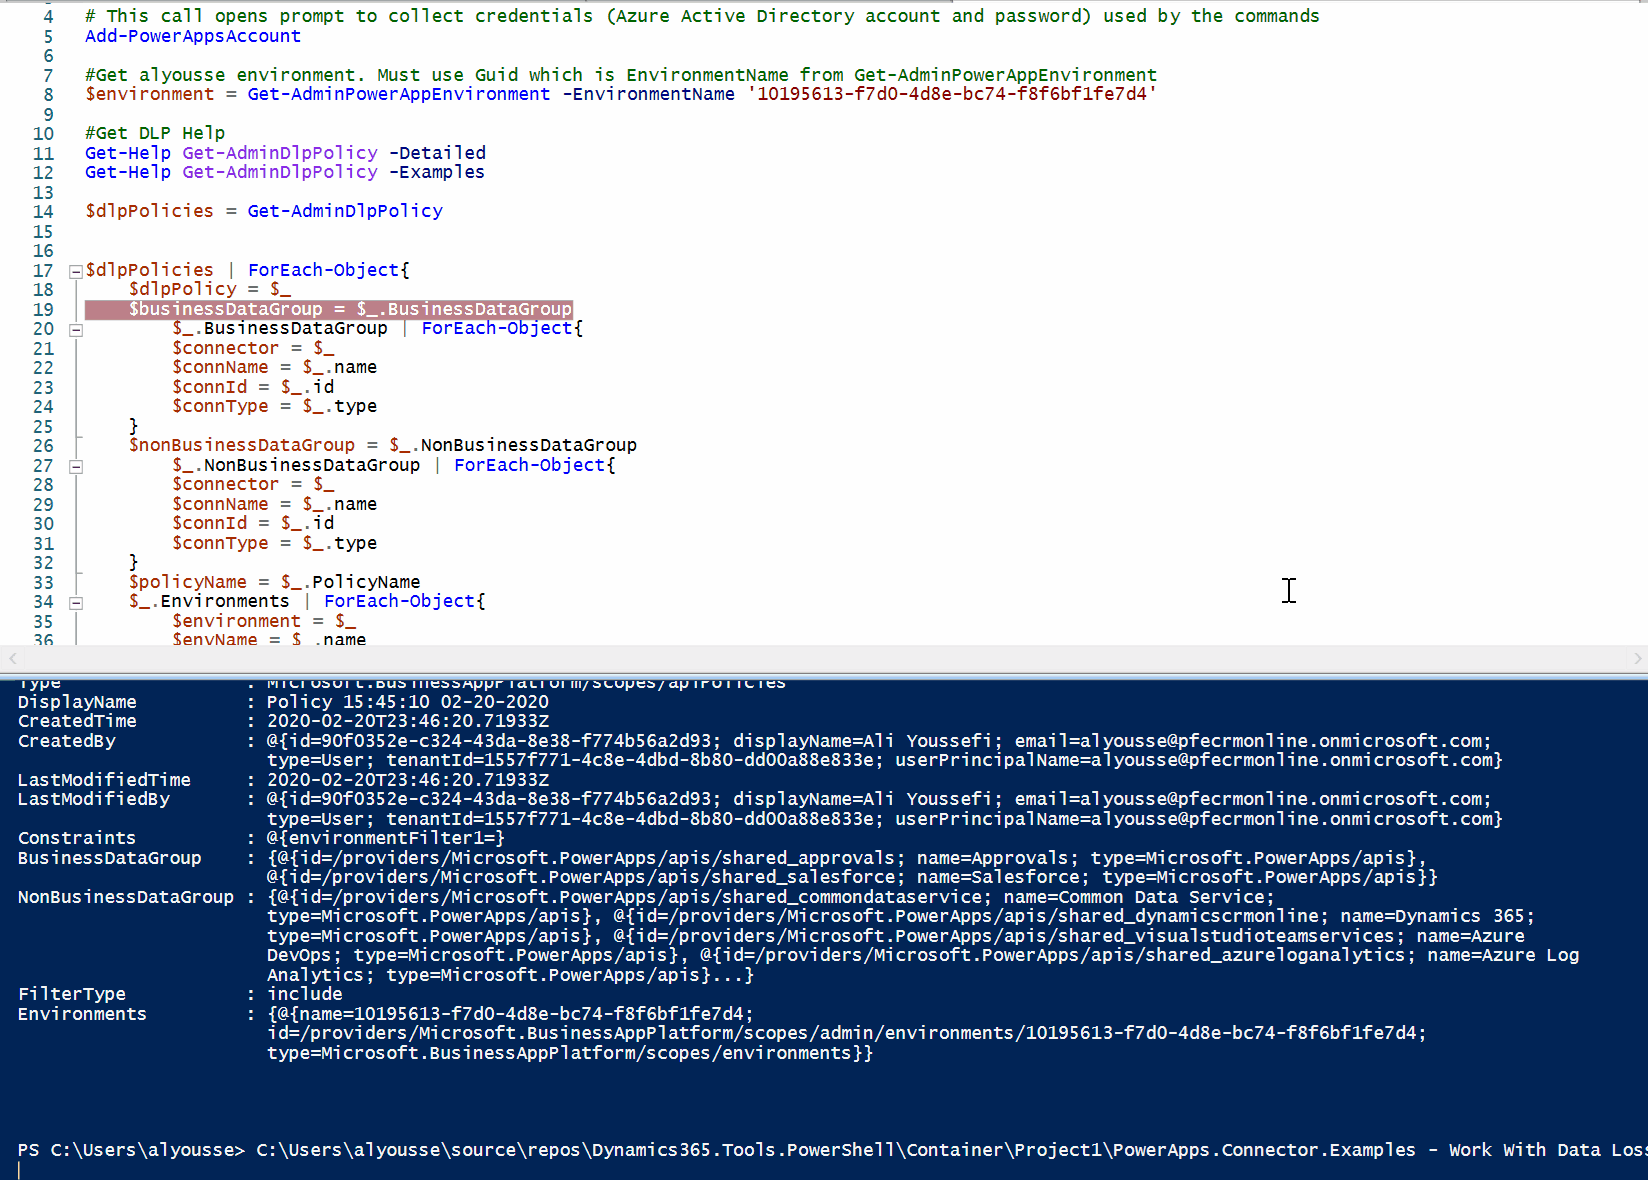 4 # This call opens prompt to collect credentials (Azure Active Directory account and password) used by the commands
5 Add-PowerAppsAccount
6
7 #Get alyousse environment. Must use Guid which is EnvironmentName from Get-AdminPowerAppEnvironment
8 $environment = Get-AdminPowerAppEnvironment -EnvironmentName '10195613-f7d0-4d8e-bc74-f8f6bf1fe7d4'
9
10 #Get DLP Help
11 Get-Help Get-AdminDlpPolicy -Detailed
12 Get-Help Get-AdminDlpPolicy -Examples
13
14 $dlpPolicies = Get-AdminDlpPolicy
15
16
17 $dlpPolicies | ForEach-Object{
18 $dlpPolicy = $_
19 $businessDataGroup = $_.BusinessDataGroup
20 $_.BusinessDataGroup | ForEach-Object{
21 $connector = $_
22 $connName = $_.name
23 $connId = $_.id
24 $connType = $_.type
25 }
26 $nonBusinessDataGroup = $_.NonBusinessDataGroup
27 $_.NonBusinessDataGroup | ForEach-Object{
28 $connector = $_
29 $connName = $_.name
30 $connId = $_.id
31 $connType = $_.type
32 }
33 $policyName = $_.PolicyName
34 $_.Environments | ForEach-Object{
35 $environment = $_
36 $envName = $_.name
Type : Microsoft.BusinessAppPlatform/scopes/apiPolicies
DisplayName : Policy 15:45:10 02-20-2020
CreatedTime : 2020-02-20T23:46:20.71933Z
CreatedBy : @{id=90f0352e-c324-43da-8e38-f774b56a2d93; displayName=Ali Youssefi; email=alyousse@pfecrmonline.onmicrosoft.com;
type=User; tenantId=1557f771-4c8e-4dbd-8b80-dd00a88e833e; userPrincipalName=alyousse@pfecrmonline.onmicrosoft.com}
LastModifiedTime : 2020-02-20T23:46:20.71933Z
LastModifiedBy : @{id=90f0352e-c324-43da-8e38-f774b56a2d93; displayName=Ali Youssefi; email=alyousse@pfecrmonline.onmicrosoft.com;
type=User; tenantId=1557f771-4c8e-4dbd-8b80-dd00a88e833e; userPrincipalName=alyousse@pfecrmonline.onmicrosoft.com}
Constraints : @{environmentFilter1=}
BusinessDataGroup : {@{id=/providers/Microsoft.PowerApps/apis/shared_approvals; name=Approvals; type=Microsoft.PowerApps/apis},
@{id=/providers/Microsoft.PowerApps/apis/shared_salesforce; name=Salesforce; type=Microsoft.PowerApps/apis}}
NonBusinessDataGroup : {@{id=/providers/Microsoft.PowerApps/apis/shared_commondataservice; name=Common Data Service;
type=Microsoft.PowerApps/apis}, @{id=/providers/Microsoft.PowerApps/apis/shared_dynamicscrmonline; name=Dynamics 365;
type=Microsoft.PowerApps/apis}, @{id=/providers/Microsoft.PowerApps/apis/shared_visualstudioteamservices; name=Azure
DevOps; type=Microsoft.PowerApps/apis}, @{id=/providers/Microsoft.PowerApps/apis/shared_azureloganalytics; name=Azure Log
Analytics; type=Microsoft.PowerApps/apis}...}
FilterType : include
Environments : {@{name=10195613-f7d0-4d8e-bc74-f8f6bf1fe7d4;
id=/providers/Microsoft.BusinessAppPlatform/scopes/admin/environments/10195613-f7d0-4d8e-bc74-f8f6bf1fe7d4;
type=Microsoft.BusinessAppPlatform/scopes/environments}}
PS C:\Users\alyousse> C:\Users\alyousse\source\repos\Dynamics365.Tools.PowerShell\Container\Project1\PowerApps.Connector.Examples - Work With Data Loss